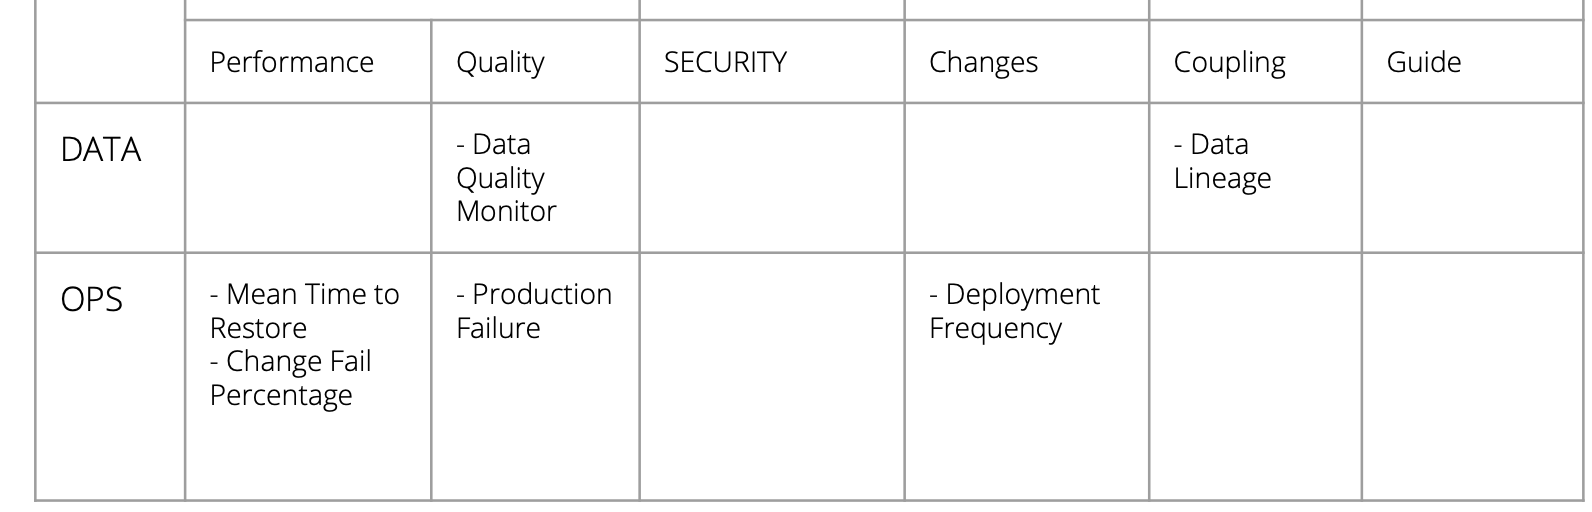 Performance
Quality
SECURITY
Changes
Coupling
Guide
DATA
- Data
Quality
Monitor
- Data
Lineage
OPS
- Mean Time to
Restore
- Change Fail
Percentage
- Production
Failure
- Deployment
Frequency